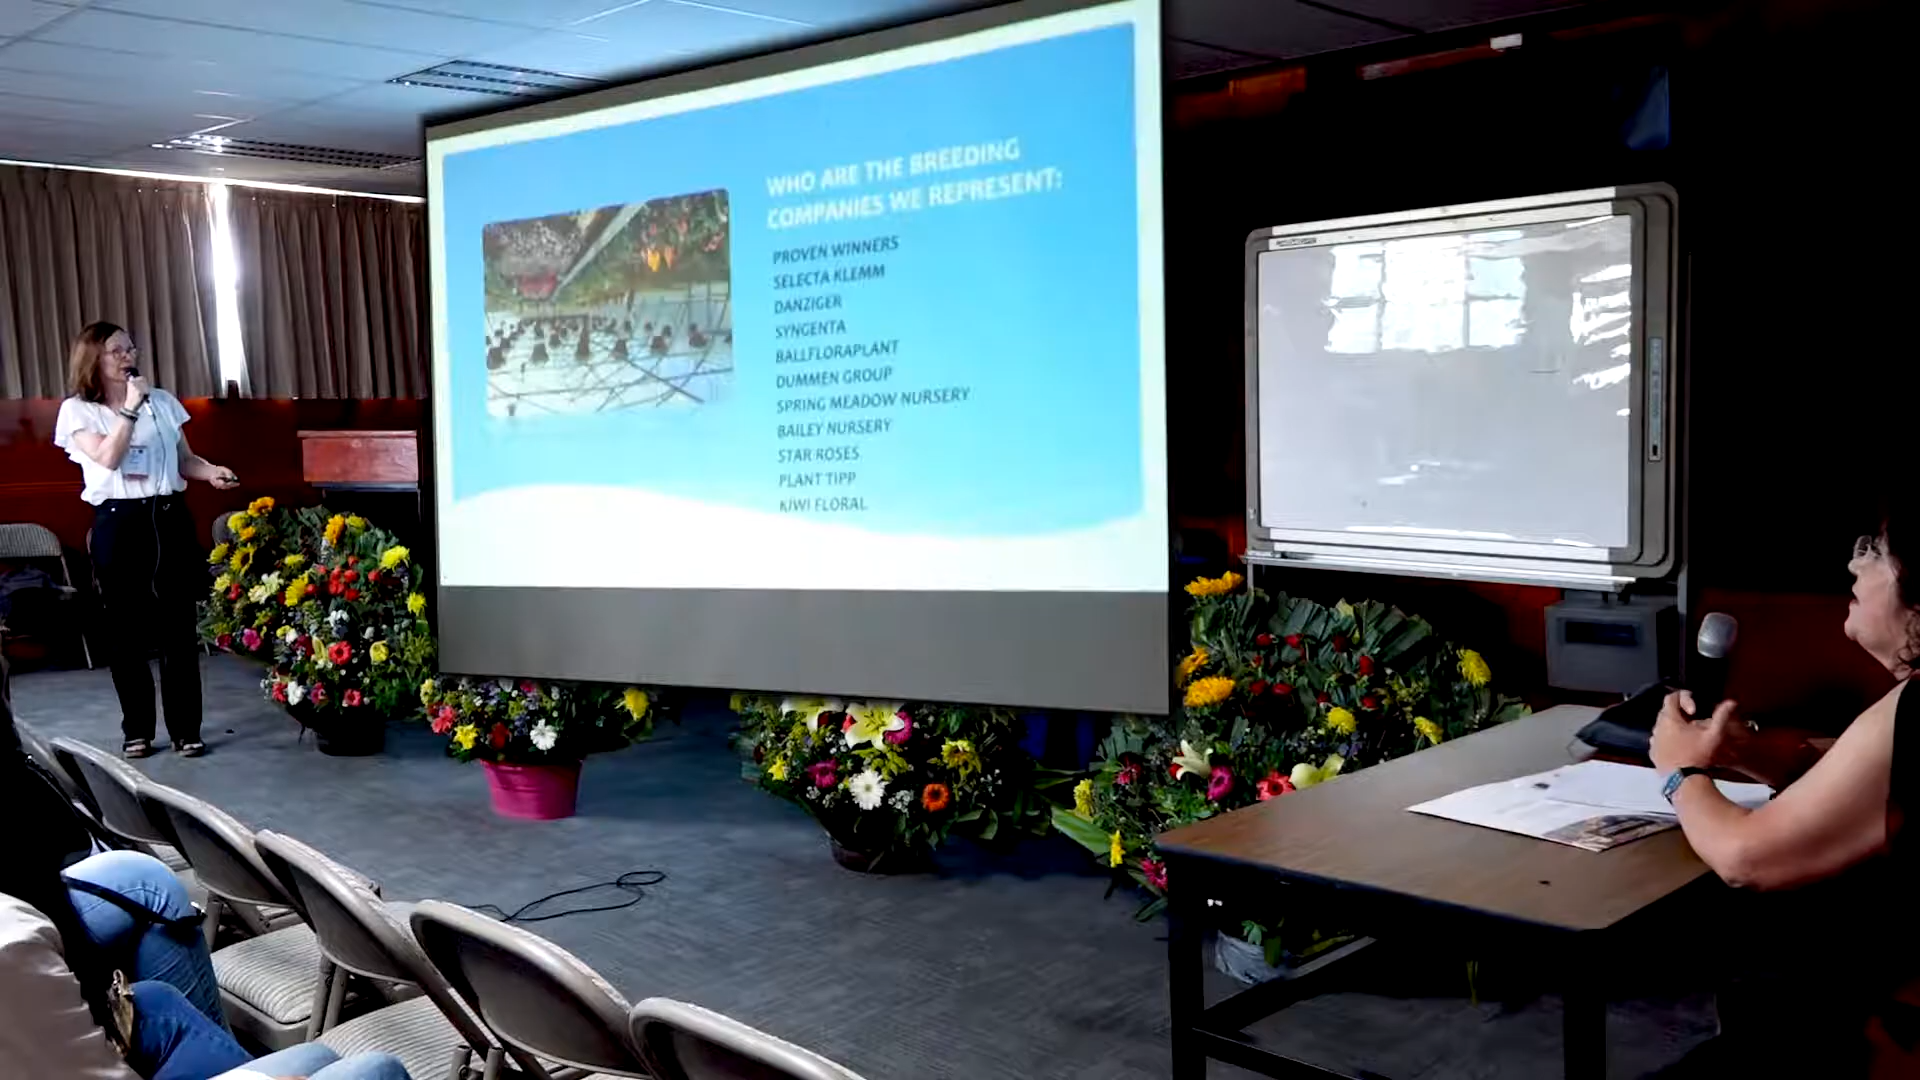 WHO ARE THE BREEDING
COMPANIES WE REPRESENT:
PROVEN WINNERS
SELECTA KLEMM
DANZIGER
SYNGENTA
BALLFLORAPLANT
DUMMEN GROUP
SPRING MEADOW NURSERY
BAILEY NURSERY
STAR ROSES
PLANT TIPP
KIWI FLORAL